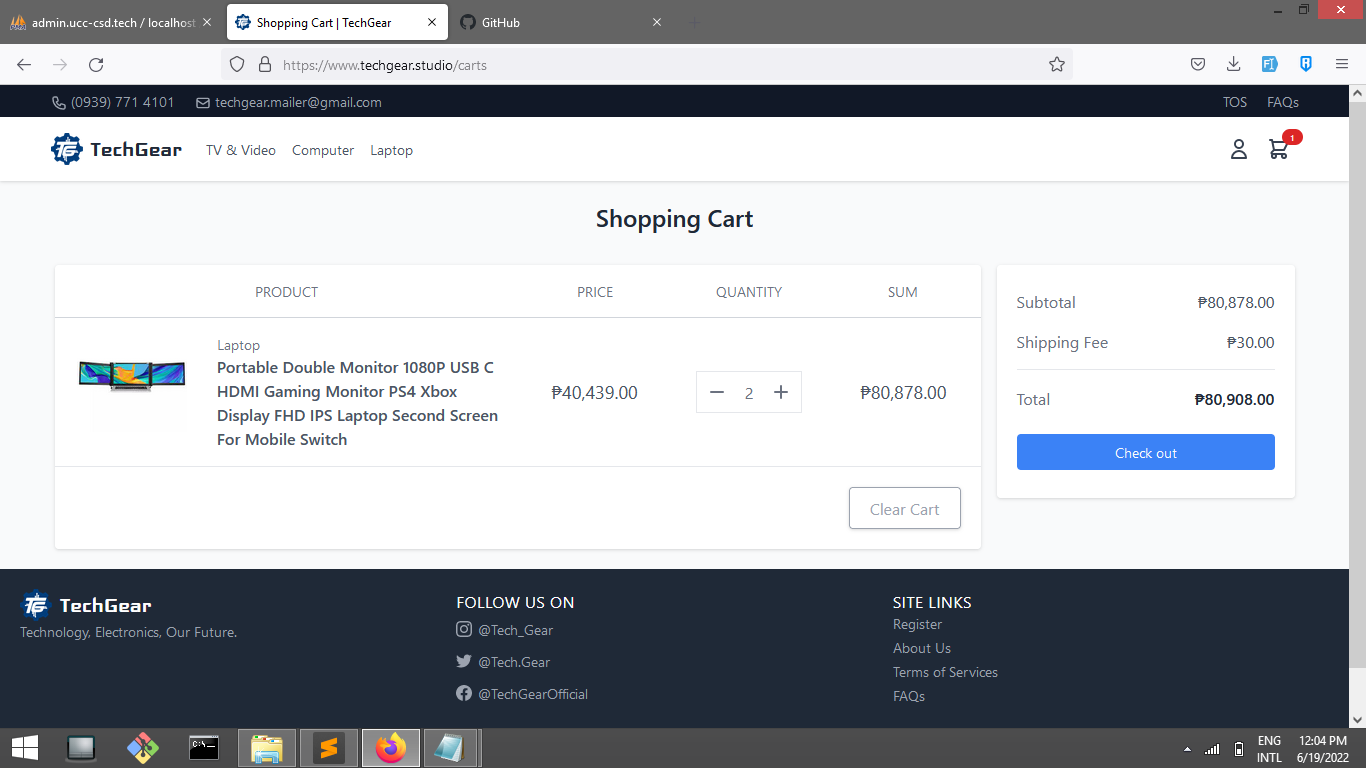 admin.ucc-csd.tech / localhost
Shopping Cart | TechGear
GitHub
https://www.techgear.studio/carts
(0939) 771 4101
techgear.mailer@gmail.com
TOS
FAQs
TechGear
TV & Video
Computer
Laptop
1
Shopping Cart
PRODUCT
PRICE
QUANTITY
SUM
Laptop
Portable Double Monitor 1080P USB C
HDMI Gaming Monitor PS4 Xbox
Display FHD IPS Laptop Second Screen
For Mobile Switch
₱40,439.00
2
₱80,878.00
Clear Cart
Subtotal
₱80,878.00
Shipping Fee
₱30.00
Total
₱80,908.00
Check out
TechGear
Technology, Electronics, Our Future.
FOLLOW US ON
@Tech_Gear
@Tech.Gear
@TechGearOfficial
SITE LINKS
Register
About Us
Terms of Services
FAQs
ENG
INTL
12:04 PM
6/19/2022